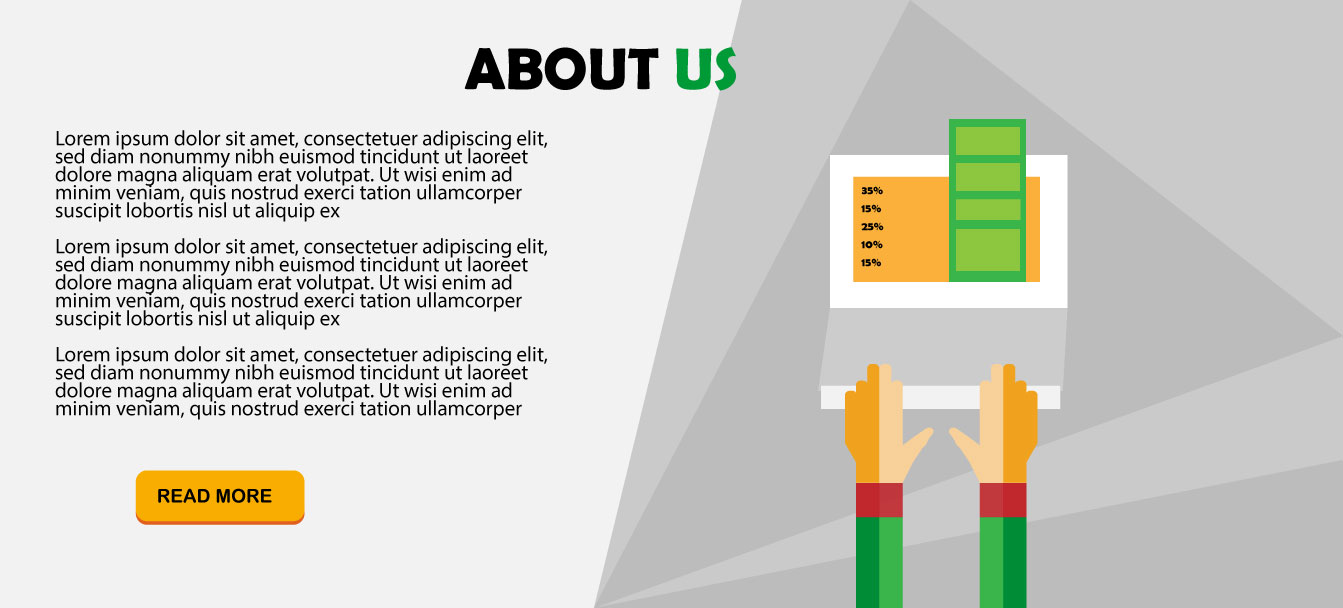 ABOUT US
Lorem ipsum dolor sit amet, consectetuer adipiscing elit,
sed diam nonummy nibh euismod tincidunt ut laoreet
dolore magna aliquam erat volutpat. Ut wisi enim ad
minim veniam, quis nostrud exerci tation ullamcorper
suscipit lobortis nisl ut aliquip ex
Lorem ipsum dolor sit amet, consectetuer adipiscing elit,
sed diam nonummy nibh euismod tincidunt ut laoreet
dolore magna aliquam erat volutpat. Ut wisi enim ad
minim veniam, quis nostrud exerci tation ullamcorper
suscipit lobortis nisl ut aliquip ex
Lorem ipsum dolor sit amet, consectetuer adipiscing elit,
sed diam nonummy nibh euismod tincidunt ut laoreet
dolore magna aliquam erat volutpat. Ut wisi enim ad
minim veniam, quis nostrud exerci tation ullamcorper
READ MORE
35%
15%
25%
10%
15%